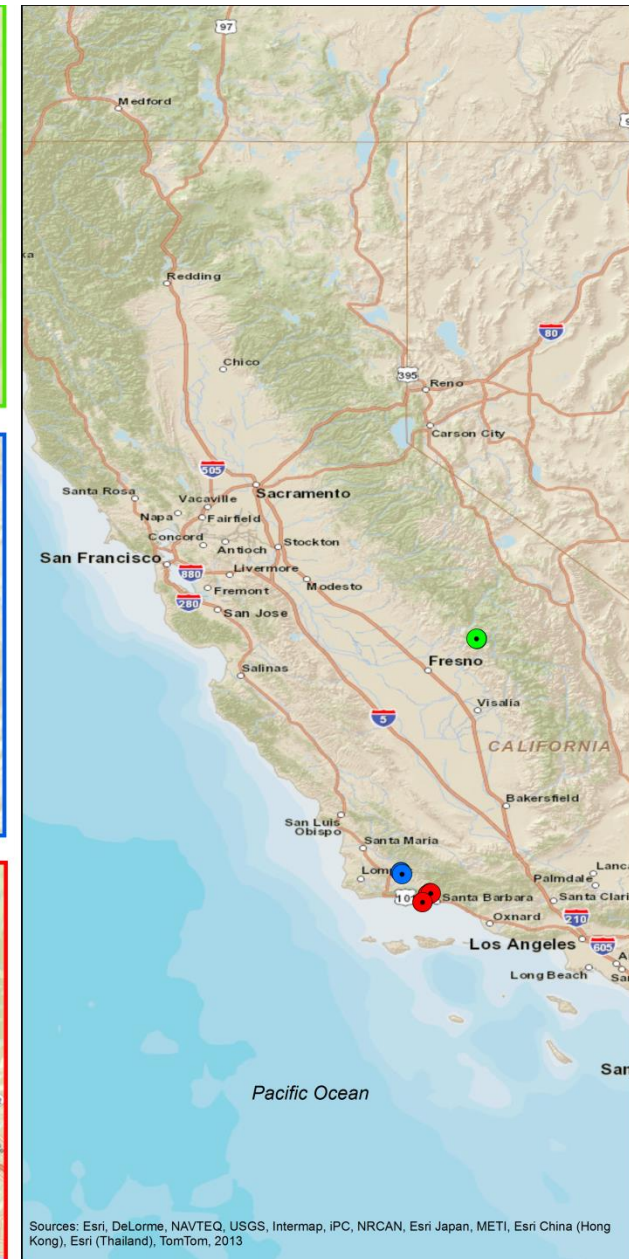 97
Medford
Redding
Chico
80
395
Reno
Carson City
505
Santa Rosa
Vacaville
Sacramento
Napa
Fairfield
Concord
Antioch
Stockton
San Francisco
880
Livermore
Modesto
Fremont
280
San Jose
Salinas
Fresno
Visalia
5
CALIFORNIA
Bakersfield
San Luis
Obispo
Santa Maria
Lom
Lanca
Palmdale
101
Santa Barbara
Santa Clari
Oxnard
210
Los Angeles
605
Long Beach
San
Pacific Ocean
Sources: Esri, DeLorme, NAVTEQ, USGS, Intermap, iPC, NRCAN, Esri Japan, METI, Esri China (Hong
Kong), Esri (Thailand), TomTom, 2013